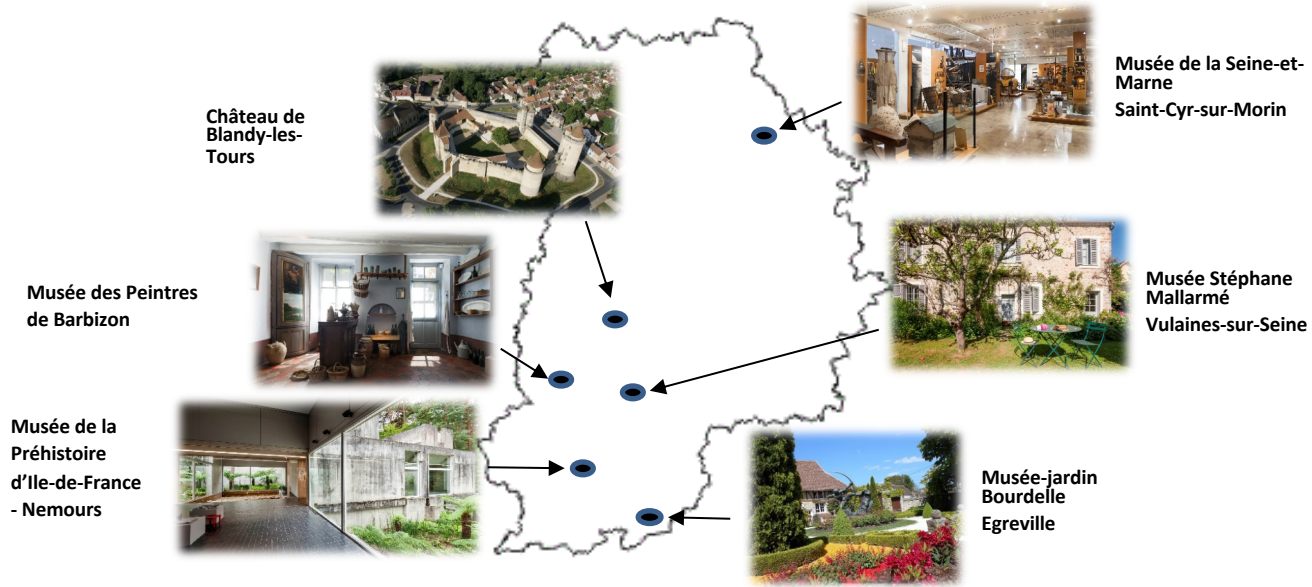 Château de
Blandy-les-
Tours
Musée de la Seine-et-
Marne
Saint-Cyr-sur-Morin
Musée des Peintres
de Barbizon
Musée Stéphane
Mallarmé
Vulaines-sur-Seine
Musée de la
Préhistoire
d’Ile-de-France
- Nemours
Musée-jardin
Bourdelle
Egreville